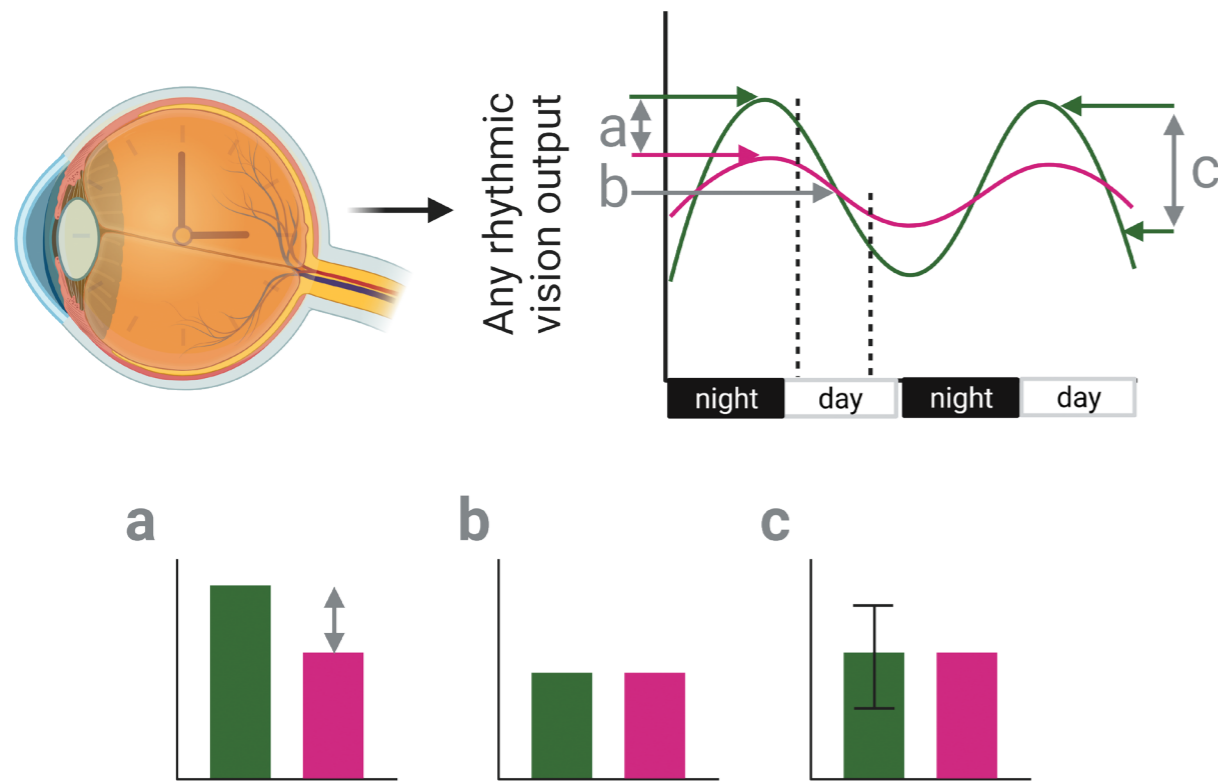 Any rhythmic
vision output
a
b
c
night day night day
a b c